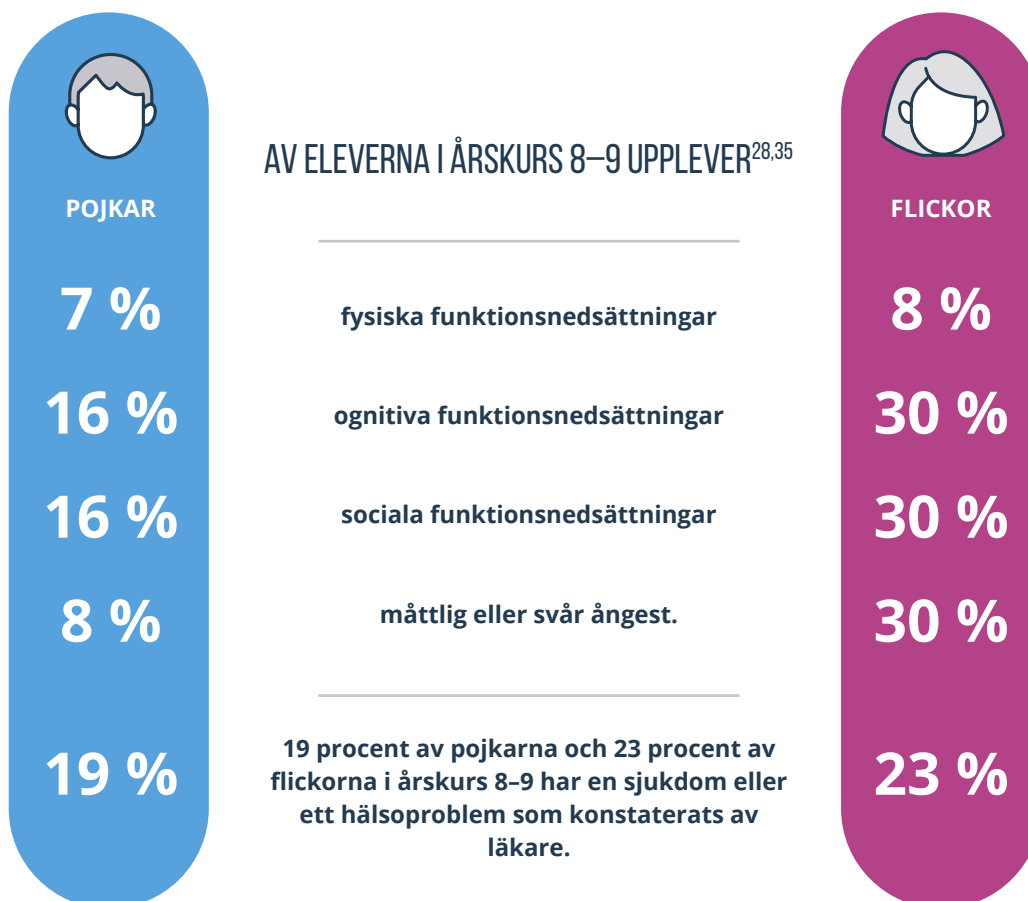 AV ELEVERNA I ÅRSKURS 8–9 UPPLEVER28,35
POJKAR
FLICKOR
7 %
fysiska funktionsnedsättningar
8 %
16 %
ognitiva funktionsnedsättningar
30 %
16 %
sociala funktionsnedsättningar
30 %
8 %
måttlig eller svår ångest.
30 %
19 %
19 procent av pojkarna och 23 procent av
flickorna i årskurs 8–9 har en sjukdom eller
ett hälsoproblem som konstaterats av
läkare.
23 %